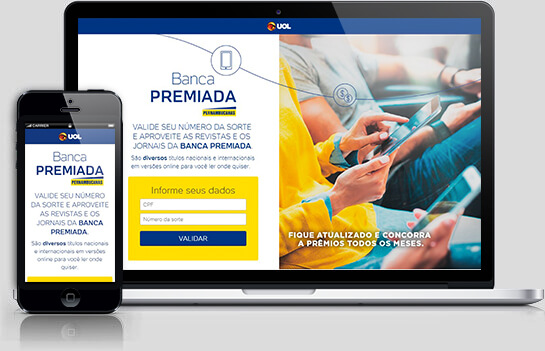 UOL
Banca
PREMIADA
PERNAMBUCANAS
VALIDE SEU NÚMERO DA SORTE
E APROVEITE AS REVISTAS E OS
JORNAIS DA BANCA PREMIADA.
São diversos títulos nacionais e internacionais
em versões online para você ler onde quiser.
Informe seus dados
CPF
Número da sorte
VALIDAR
FIQUE ATUALIZADO E CONCORRA
A PRÊMIOS TODOS OS MESES.
CARRIER
UOL
Banca
PREMIADA
PERNAMBUCANAS
VALIDE SEU NÚMERO
DA SORTE E APROVEITE
AS REVISTAS E OS
JORNAIS DA BANCA
PREMIADA.
São diversos títulos nacionais
e internacionais em versões
online para você ler onde
quiser.